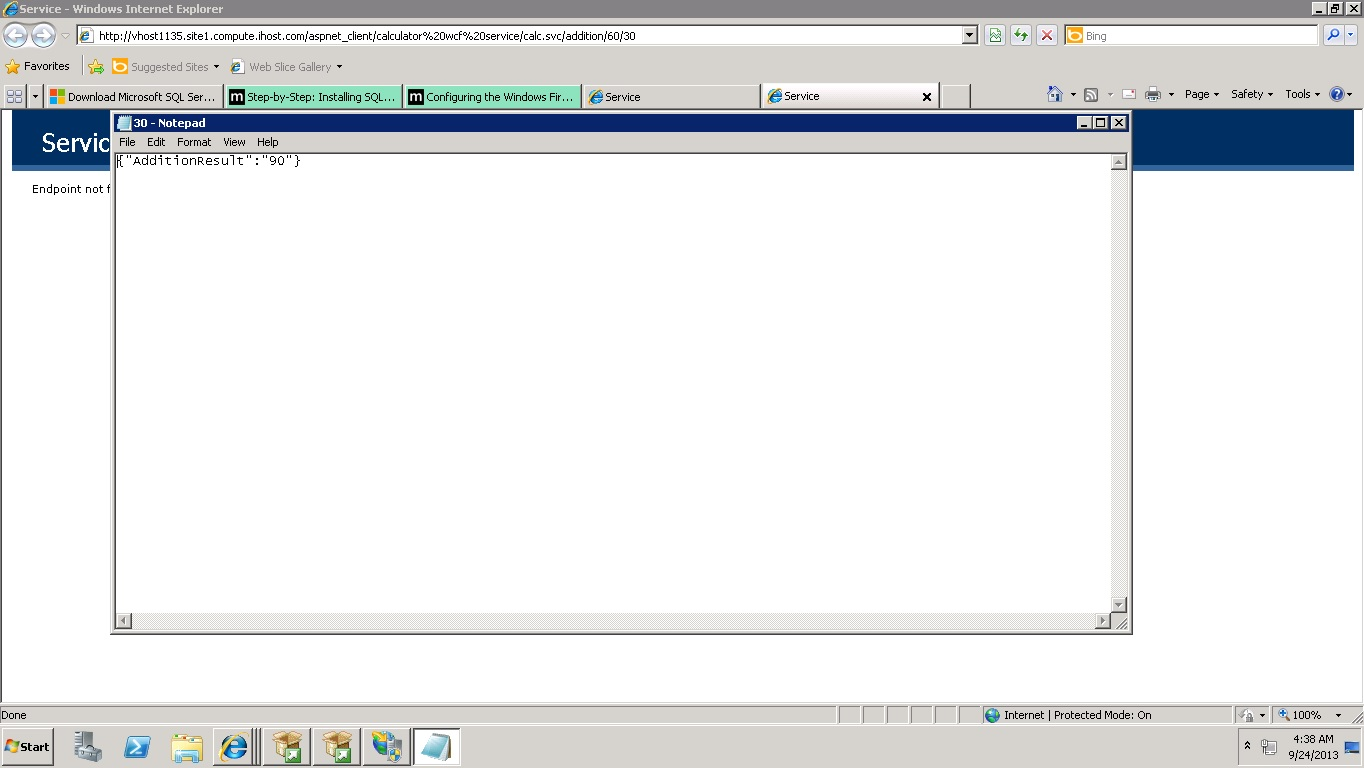 Service - Windows Internet Explorer
http://vhost1135.site1.compute.ihost.com/aspnet_client/calculator%20wcf%20service/calc.svc/addition/60/30
Bing
Favorites
Suggested Sites
Web Slice Gallery
Download Microsoft SQL Ser...
Step-by-Step: Installing SQL...
Configuring the Windows Fir...
Service
Service
Page
Safety
Tools
Servic
Endpoint not f
30 - Notepad
File Edit Format View Help
{"AdditionResult":"90"}
Done
Internet | Protected Mode: On
100%
Start
4:38 AM
9/24/2013